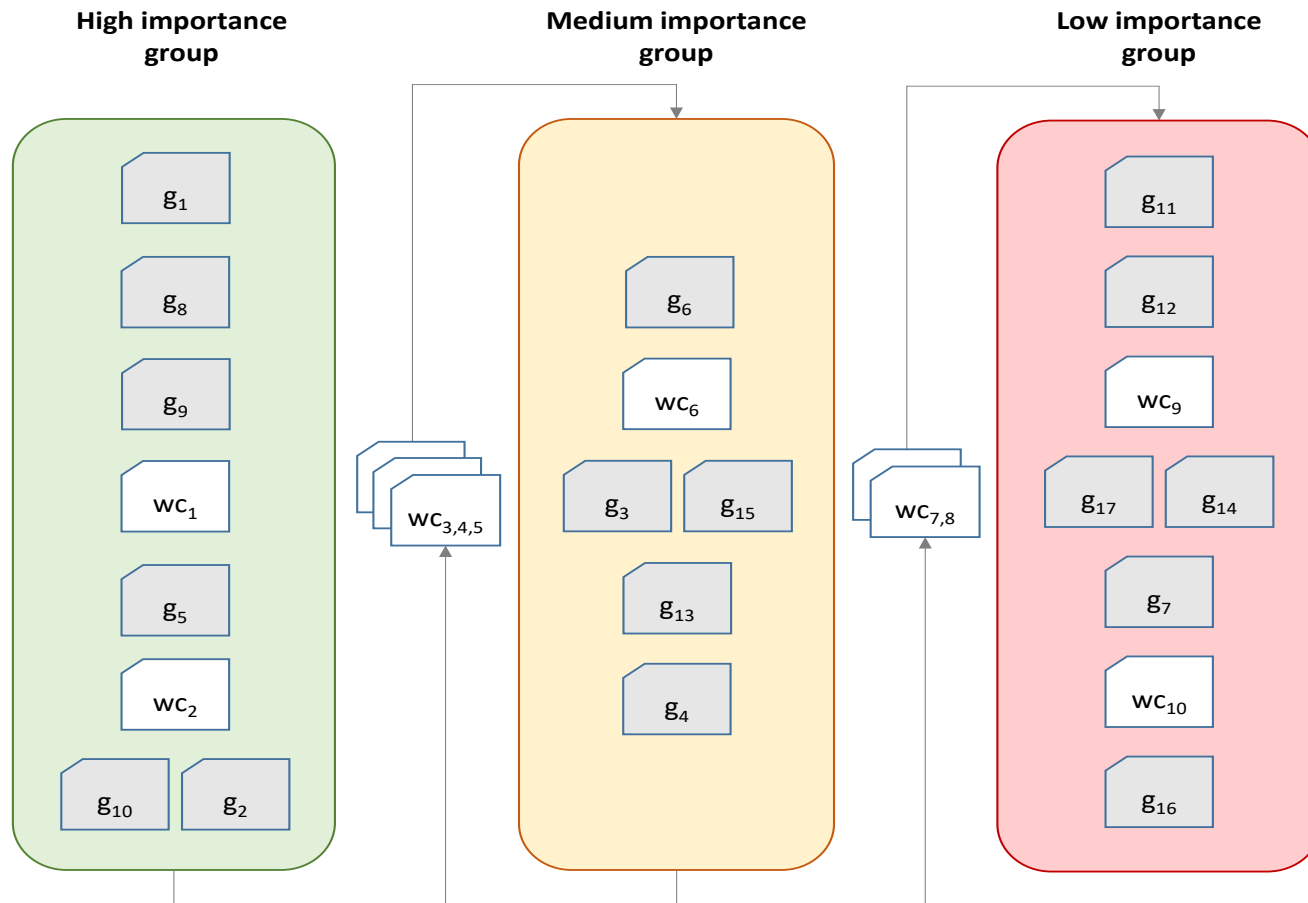 High importance
group
g₁
g₈
g₉
wc₁
g₅
wc₂
g₁₀ g₂
wc₃,₄,₅
Medium importance
group
g₆
wc₆
g₃ g₁₅
g₁₃
g₄
wc₇,₈
Low importance
group
g₁₁
g₁₂
wc₉
g₁₇ g₁₄
g₇
wc₁₀
g₁₆